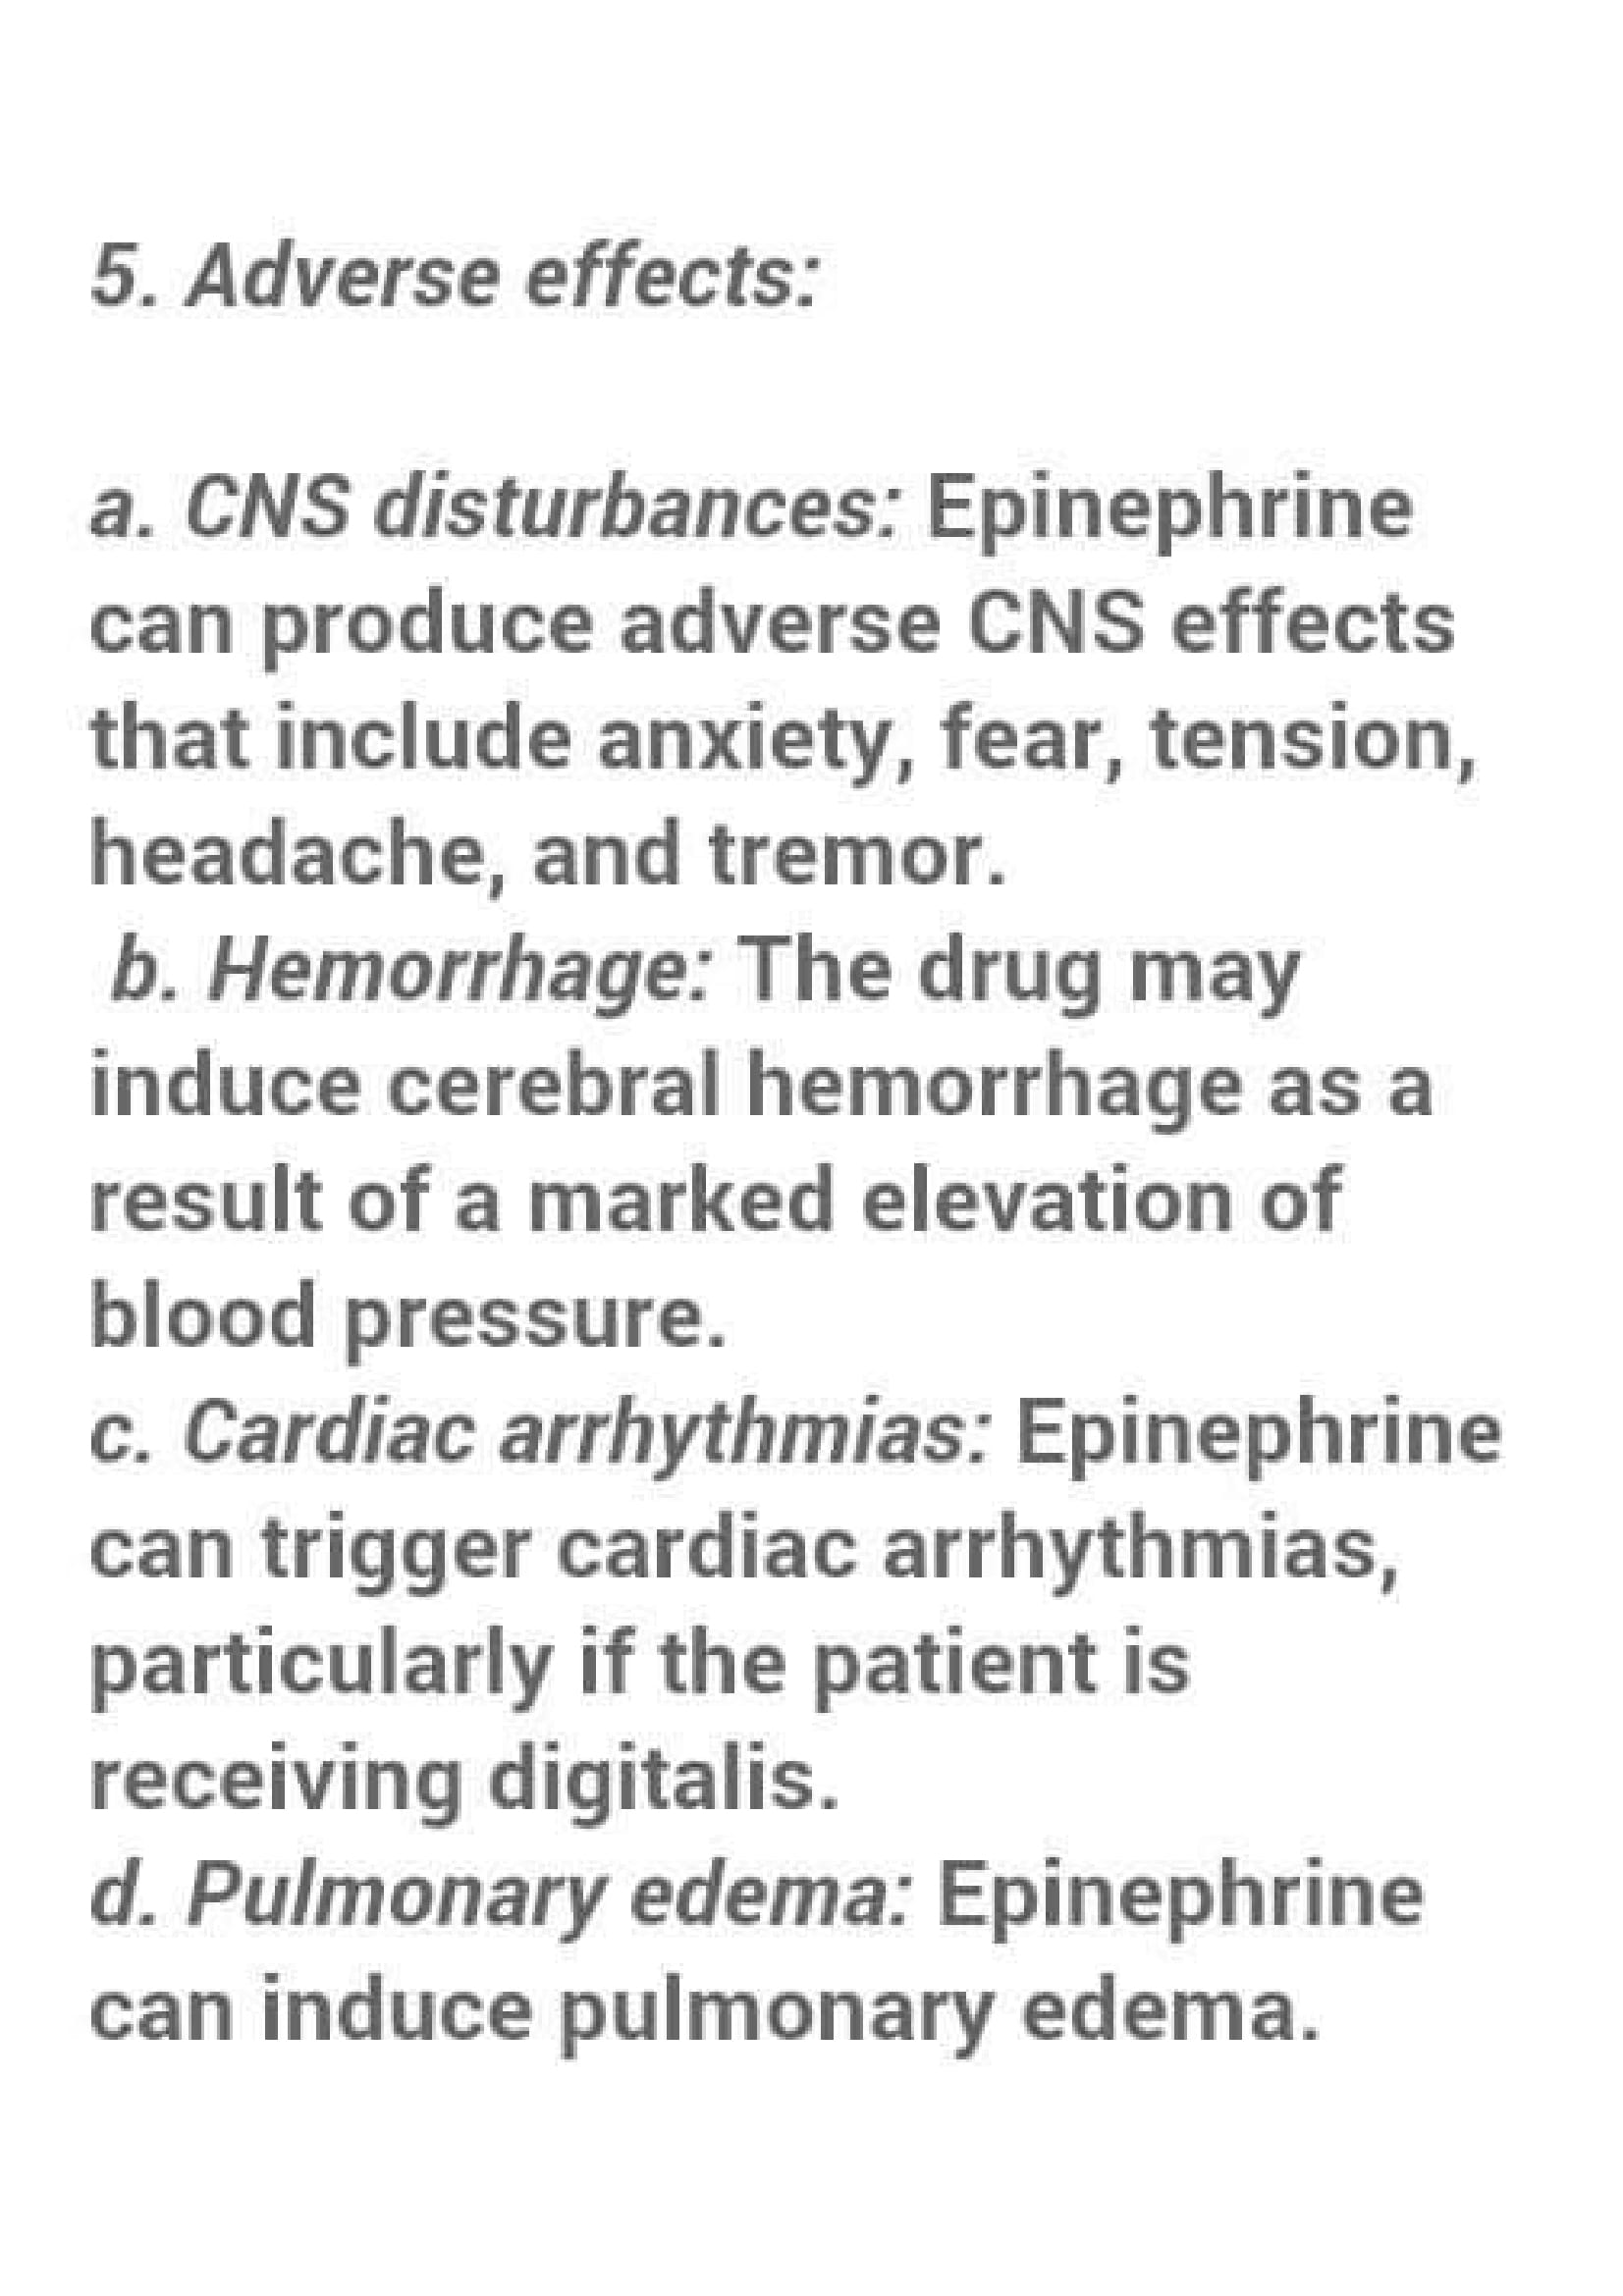 5. Adverse effects:
a. CNS disturbances: Epinephrine
can produce adverse CNS effects
that include anxiety, fear, tension,
headache, and tremor.
b. Hemorrhage: The drug may
induce cerebral hemorrhage as a
result of a marked elevation of
blood pressure.
c. Cardiac arrhythmias: Epinephrine
can trigger cardiac arrhythmias,
particularly if the patient is
receiving digitalis.
d. Pulmonary edema: Epinephrine
can induce pulmonary edema.